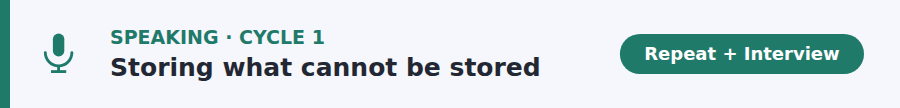 SPEAKING · CYCLE 1
Storing what cannot be stored
Repeat + Interview